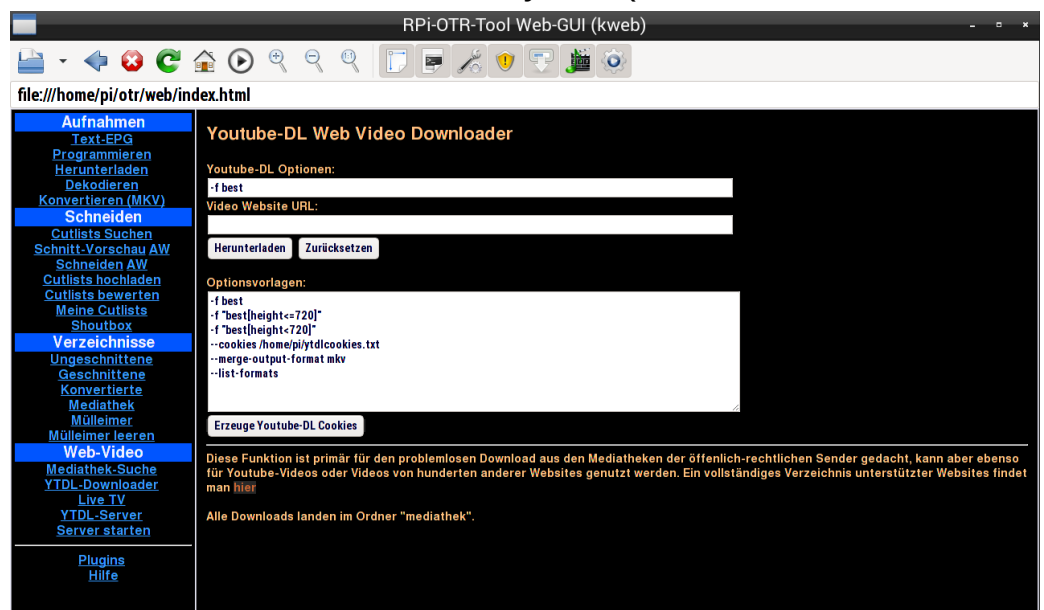 RPi-OTR-Tool Web-GUI (kweb)
file:///home/pi/otr/web/index.html
Aufnahmen
Text-EPG
Programmieren
Herunterladen
Dekodieren
Konvertieren (MKV)
Schneiden
Cutlists Suchen
Schnitt-Vorschau AW
Schneiden AW
Cutlists hochladen
Cutlists bewerten
Meine Cutlists
Shoutbox
Verzeichnisse
Ungeschnittene
Geschnittene
Konvertierte
Mediathek
Mülleimer
Mülleimer leeren
Web-Video
Mediathek-Suche
YTDL-Downloader
Live TV
YTDL-Server
Server starten
Plugins
Hilfe
Youtube-DL Web Video Downloader
Youtube-DL Optionen:
-f best
Video Website URL:
Herunterladen Zurücksetzen
Optionsvorlagen:
-f best
-f "best[height<=720]"
-f "best[height<720]"
--cookies /home/pi/ytdlcookies.txt
--merge-output-format mkv
--list-formats
Erzeuge Youtube-DL Cookies
Diese Funktion ist primär für den problemlosen Download aus den Mediatheken der öffenlich-rechtlichen Sender gedacht, kann aber ebenso
für Youtube-Videos oder Videos von hunderten anderer Websites genutzt werden. Ein vollständiges Verzeichnis unterstützter Websites findet
man hier
Alle Downloads landen im Ordner "mediathek".